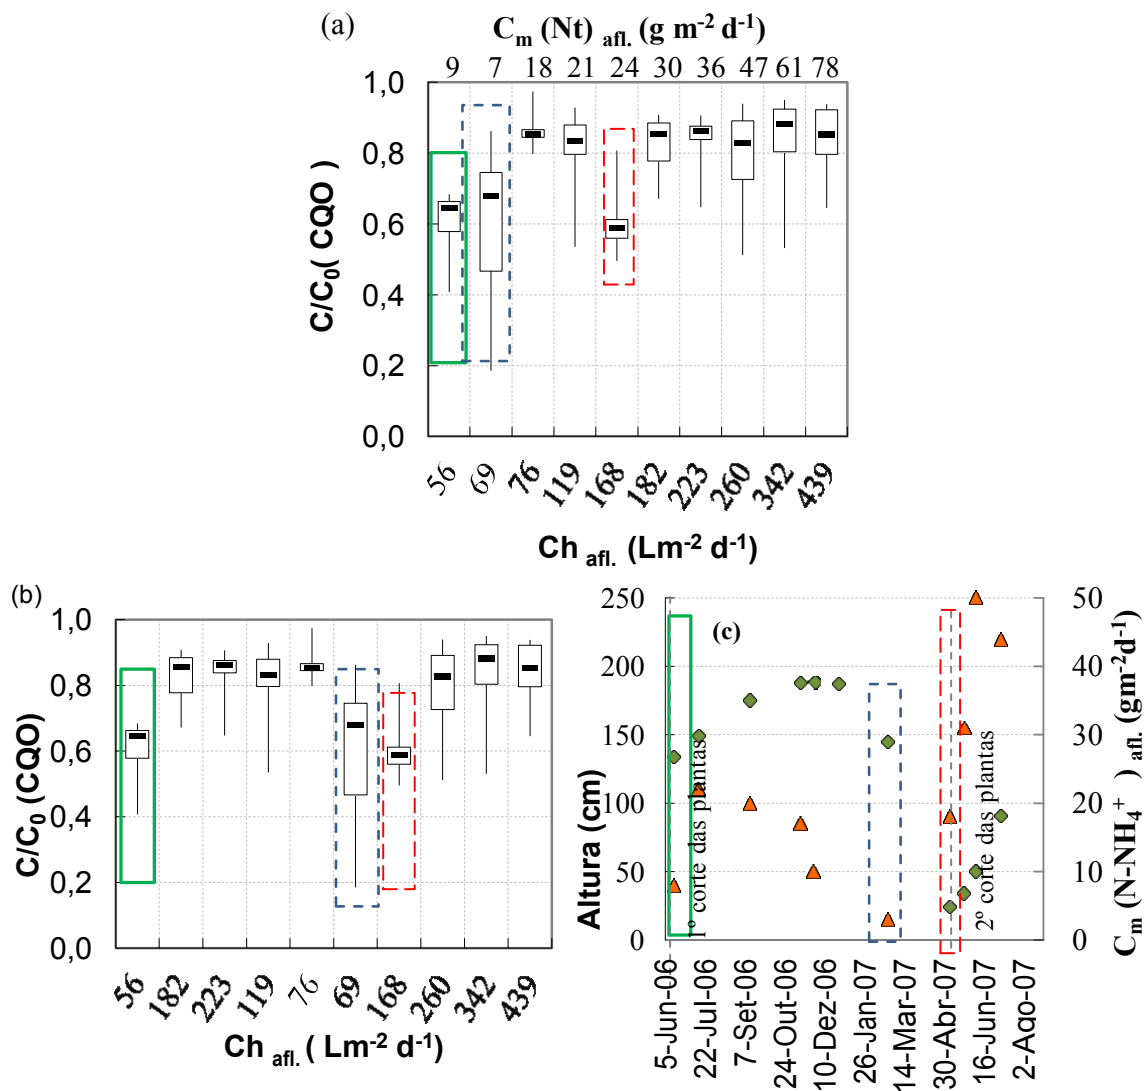 (a)
C_m (Nt) afl. (g m-2 d-1)
9 7 18 21 24 30 36 47 61 78
1,0
0,8
0,6
0,4
0,2
0,0
C/C0( CQO )
56 69 76 119 168 182 223 260 342 439
Ch afl. (Lm-2 d-1)
(b)
1,0
0,8
0,6
0,4
0,2
0,0
C/C0 (CQO)
56 182 223 119 76 69 168 260 342 439
Ch afl. ( Lm-2 d-1)
(c)
250
200
150
100
50
0
Altura (cm)
1º corte das plantas
2º corte das plantas
50
40
30
20
10
0
C_m (N-NH4+ ) afl. (gm-2d-1)
5-Jun-06
22-Jul-06
7-Set-06
24-Out-06
10-Dez-06
26-Jan-07
14-Mar-07
30-Abr-07
16-Jun-07
2-Ago-07